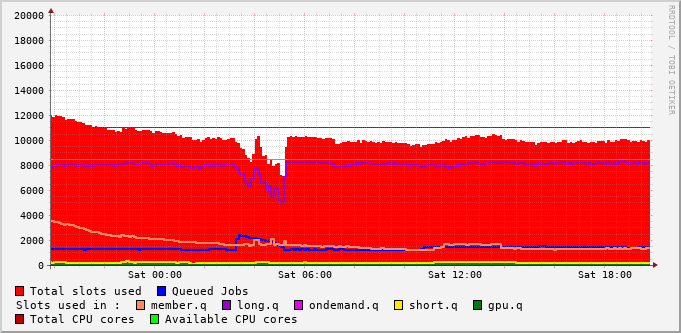 20000
18000
16000
14000
12000
10000
8000
6000
4000
2000
0
Sat 00:00 Sat 06:00 Sat 12:00 Sat 18:00
RRDTOOL / TOBI OETIKER
Total slots used Queued Jobs
Slots used in : member.q long.q ondemand.q short.q gpu.q
Total CPU cores Available CPU cores